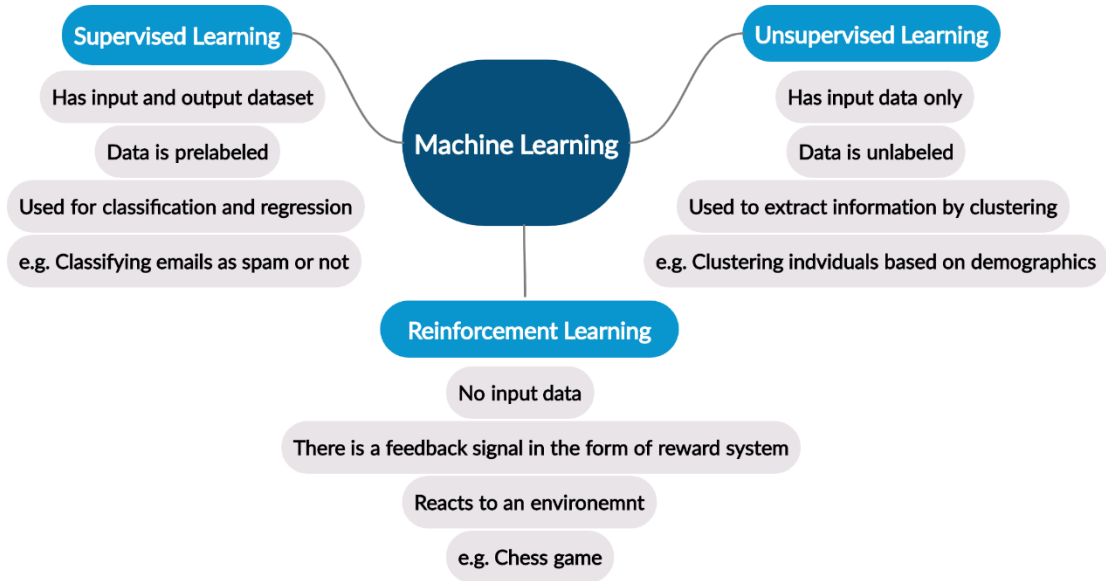 Supervised Learning
Has input and output dataset
Data is prelabeled
Used for classification and regression
e.g. Classifying emails as spam or not
Machine Learning
Unsupervised Learning
Has input data only
Data is unlabeled
Used to extract information by clustering
e.g. Clustering indviduals based on demographics
Reinforcement Learning
No input data
There is a feedback signal in the form of reward system
Reacts to an environemnt
e.g. Chess game